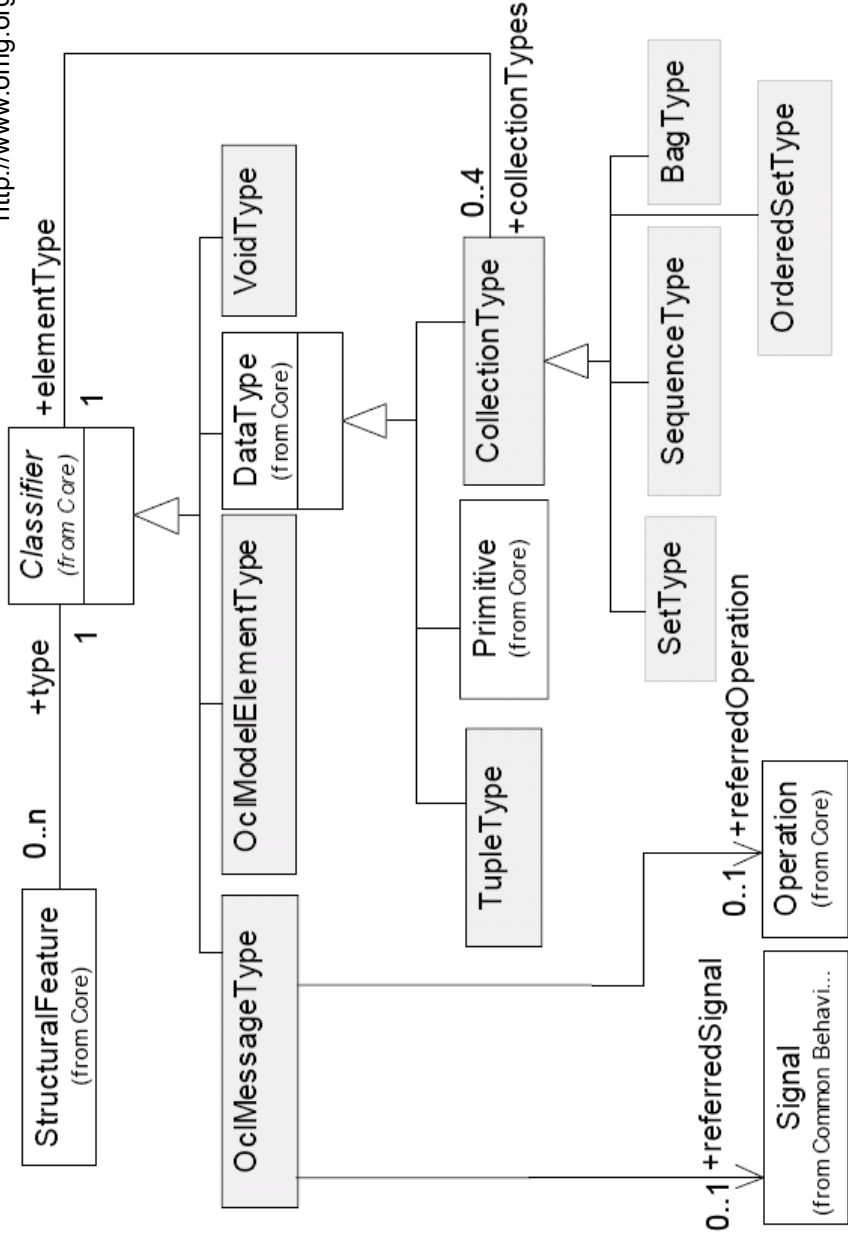 http://www.omg.org
StructuralFeature
(from Core)
0..n
+type
1
Classifier
(from Core)
+elementType
1
OclMessageType
OclModelElementType
DataType
(from Core)
VoidType
0..4
+collectionTypes
TupleType
Primitive
(from Core)
CollectionType
SetType
SequenceType
BagType
OrderedSetType
0..1
+referredSignal
0..1
+referredOperation
Signal
(from Common Behavi...
Operation
(from Core)